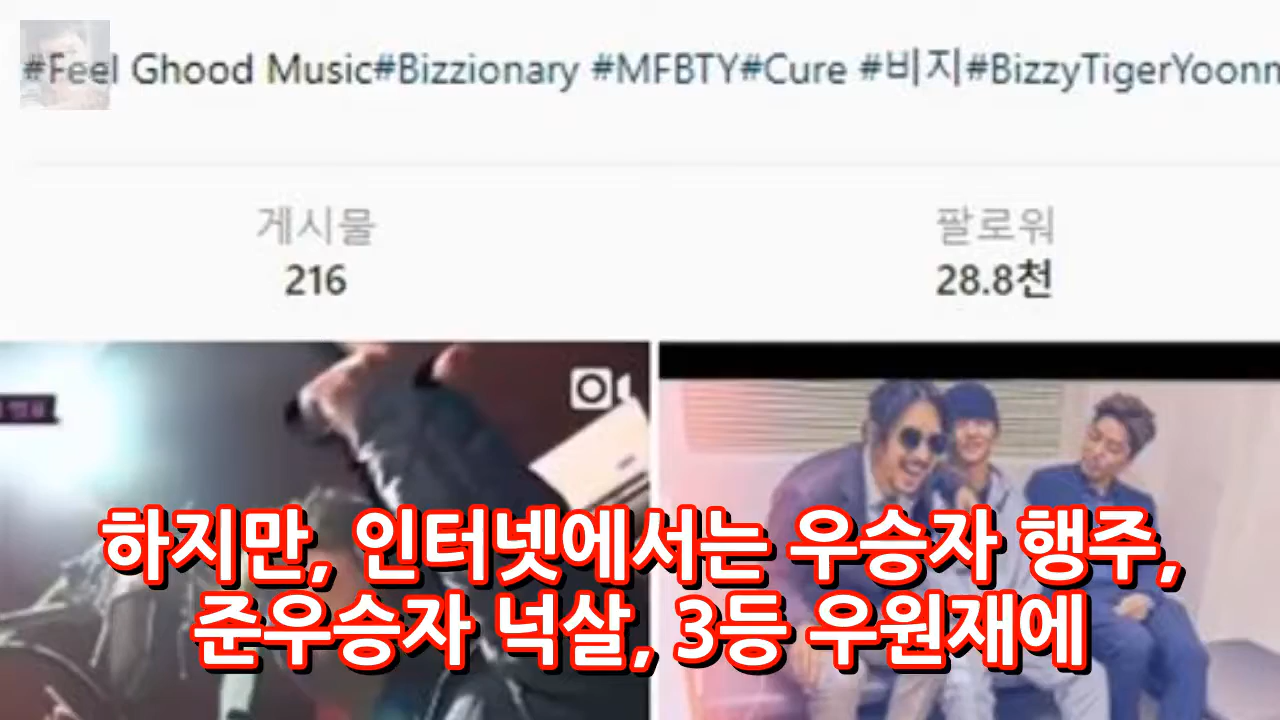 #Feel Ghood Music#Bizzionary #MFBTY#Cure #비지#BizzyTigerYoonm
게시물
팔로워
216
28.8천
하지만, 인터넷에서는 우승자 행주,
준우승자 넉살, 3등 우원재에